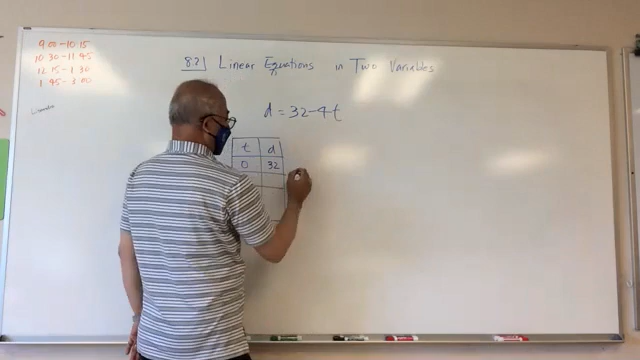 9:00-10:15
10:30-11:45
12:15-1:30
1:45-3:00
8.2] Linear Equations in Two Variables
d = 32-4t
t d
0 32